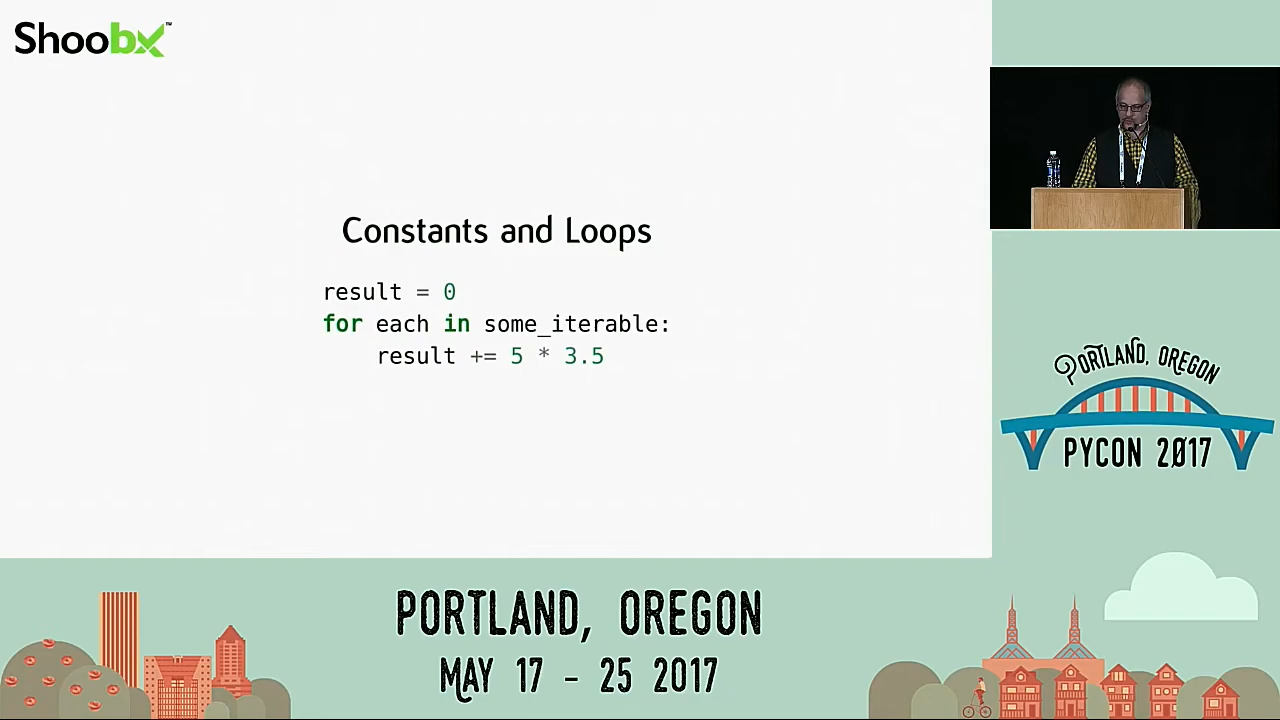 Shoobx™
Constants and Loops
result = 0
for each in some_iterable:
    result += 5 * 3.5
PORTLAND, OREGON
PYCON 2017
PORTLAND, OREGON
MAY 17 - 25 2017